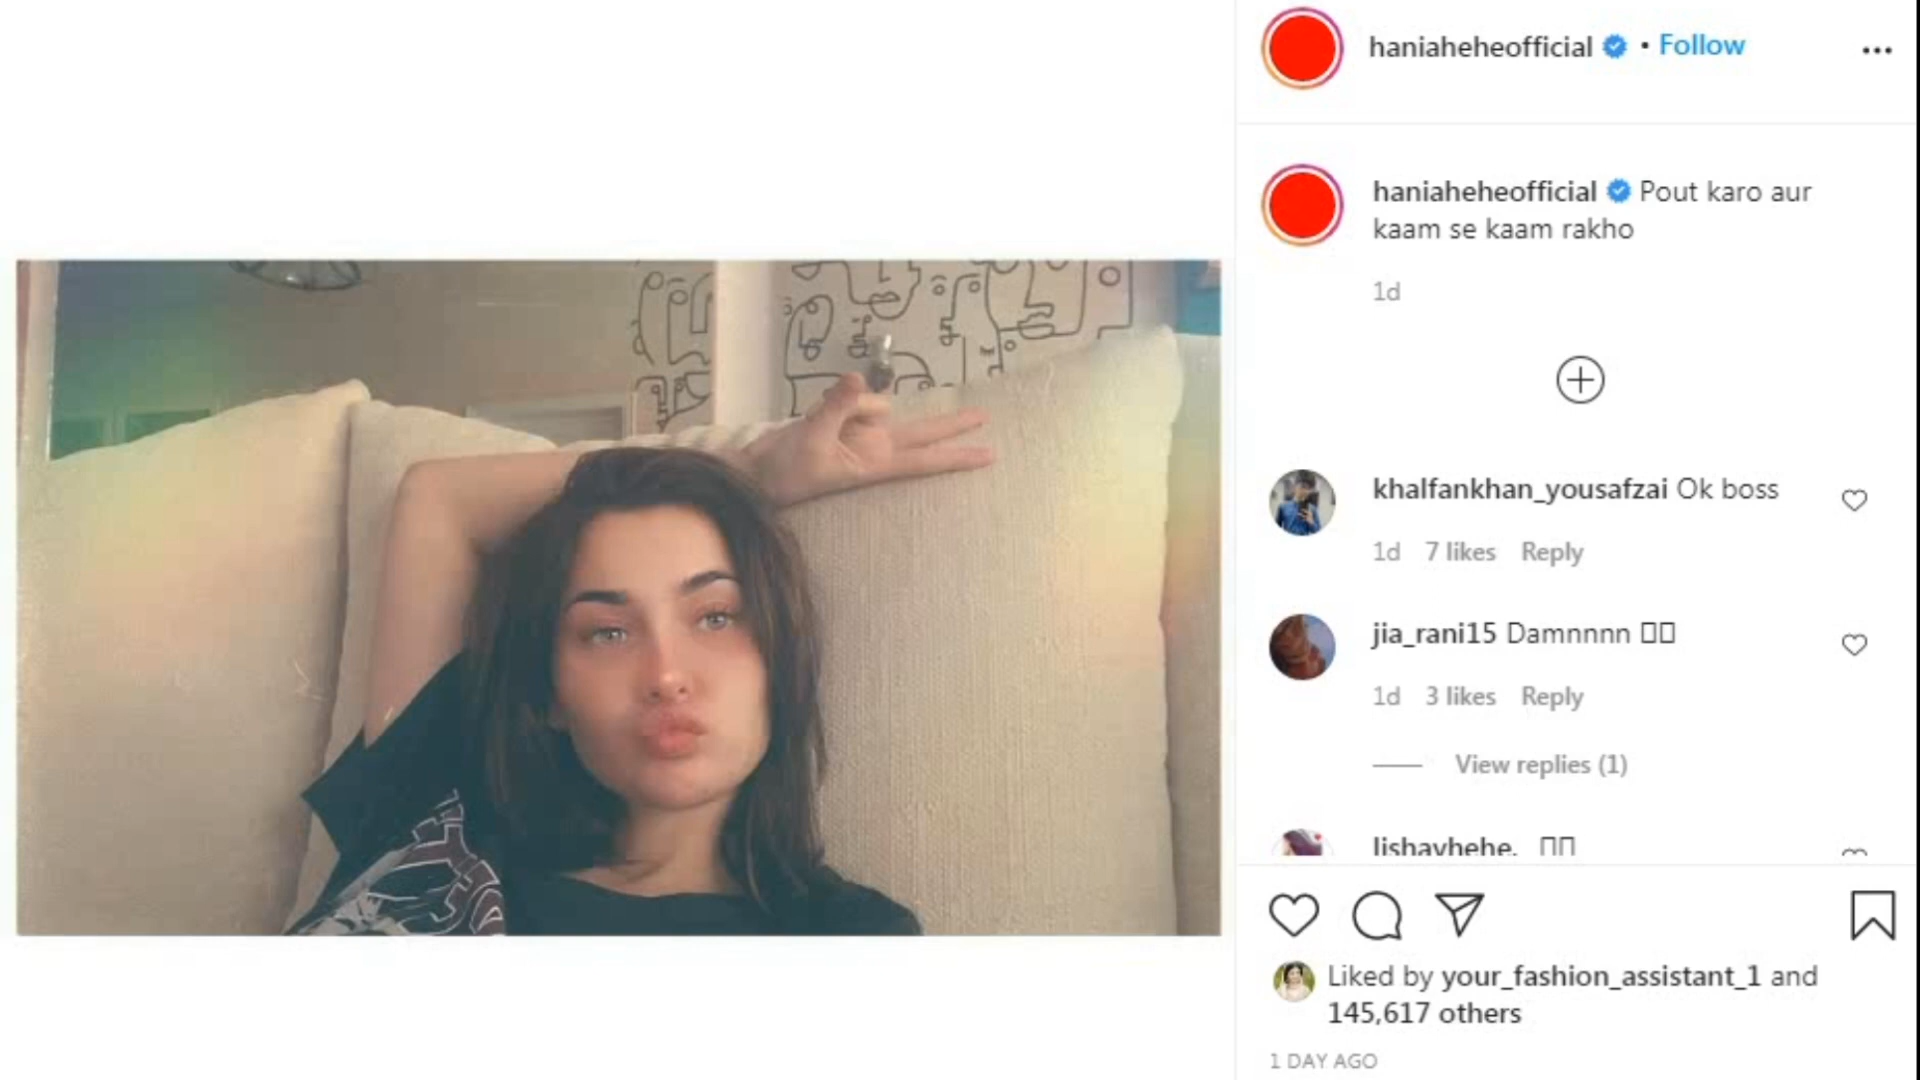 haniaheheofficial • Follow
haniaheheofficial Pout karo aur
kaam se kaam rakho
1d
khalfankhan_yousafzai Ok boss
1d 7 likes Reply
jia_rani15 Damnnnn
1d 3 likes Reply
View replies (1)
lishayhehe.
Liked by your_fashion_assistant_1 and
145,617 others
1 DAY AGO